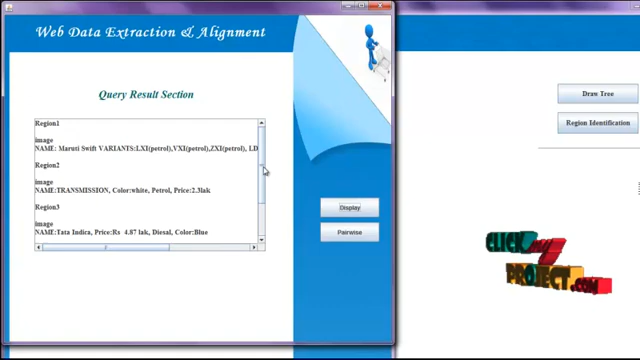 Web Data Extraction & Alignment
Query Result Section
Region1
image
NAME: Maruti Swift VARIANTS:LXI(petrol),VXI(petrol),ZXI(petrol), LD
Region2
image
NAME:TRANSMISSION, Color:white, Petrol, Price:2.3lak
Region3
image
NAME:Tata Indica, Price:Rs 4.87 lak, Diesal, Color:Blue
Display
Pairwise
Draw Tree
Region Identification
CLICK my
PROJECT.COM